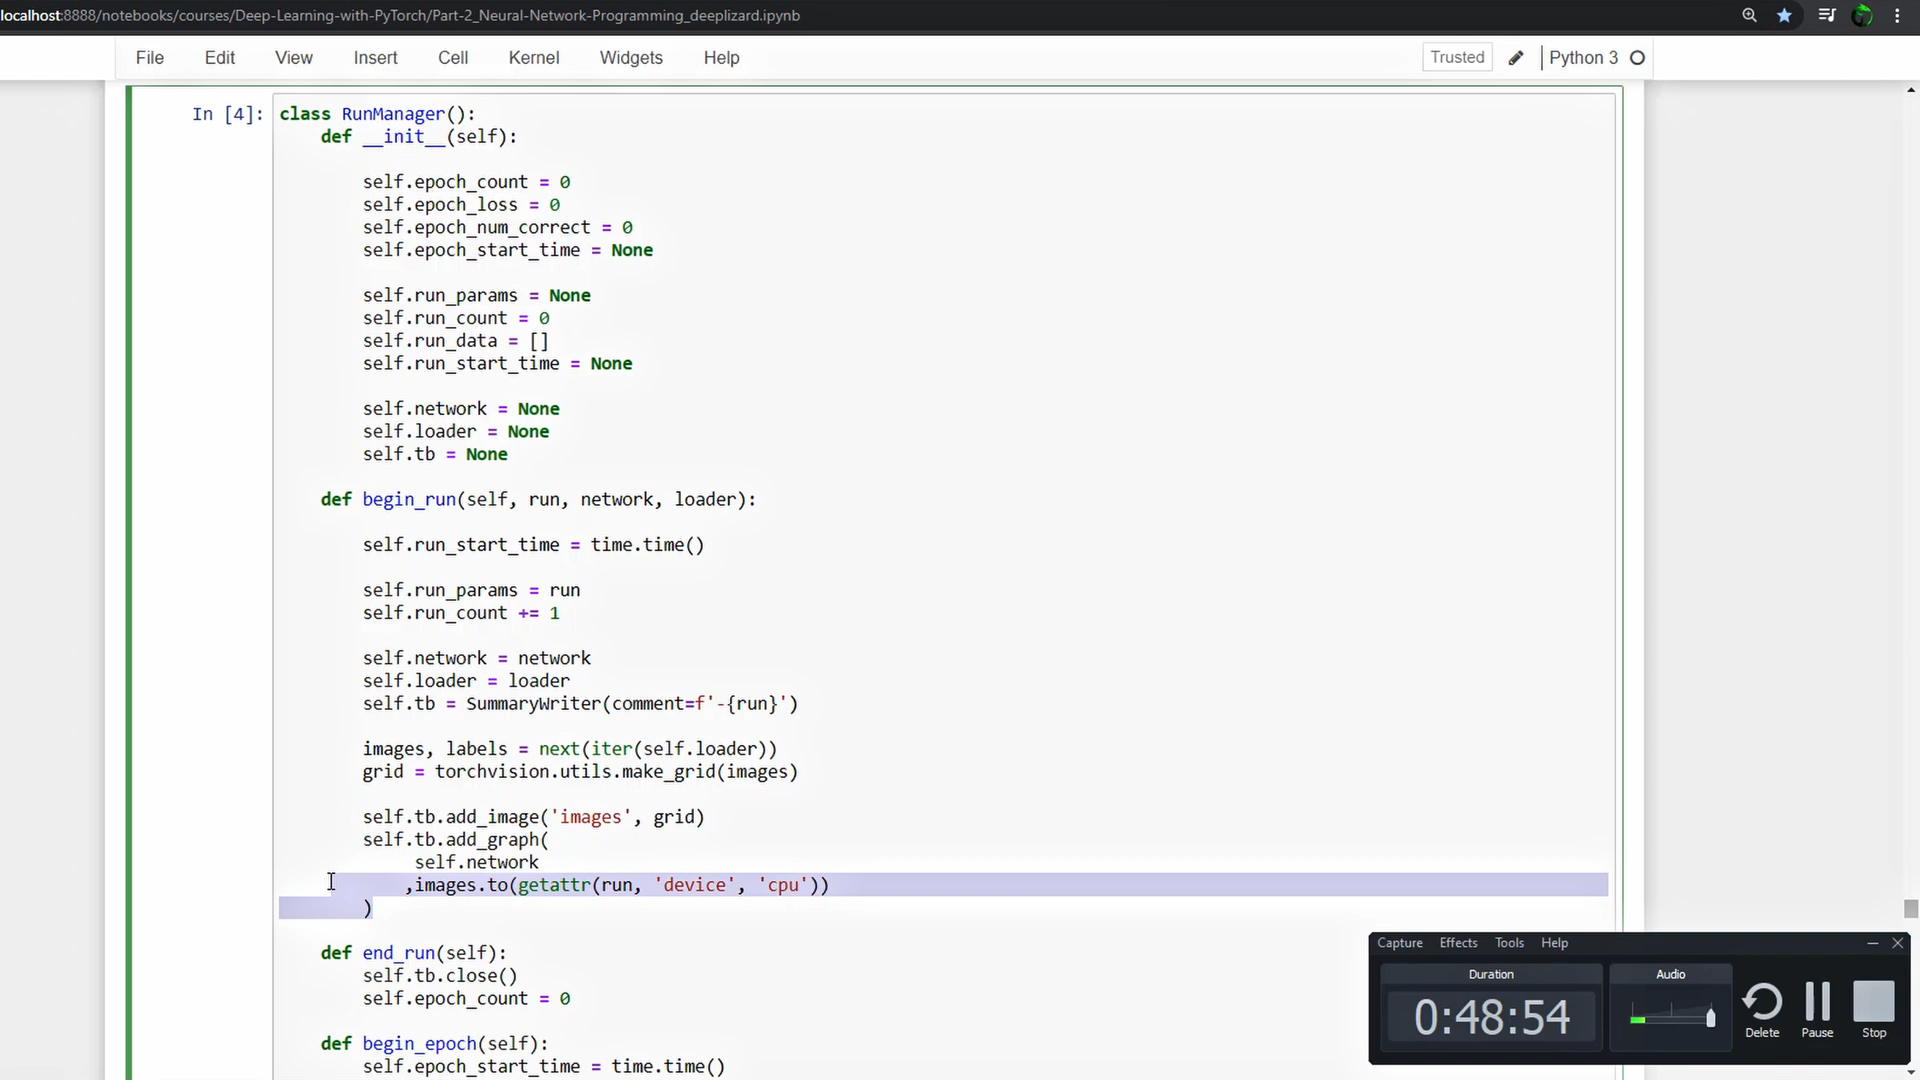 localhost:8888/notebooks/courses/Deep-Learning-with-PyTorch/Part-2_Neural-Network-Programming_deeplizard.ipynb
File Edit View Insert Cell Kernel Widgets Help Trusted Python 3
In [4]: class RunManager():
    def __init__(self):
        self.epoch_count = 0
        self.epoch_loss = 0
        self.epoch_num_correct = 0
        self.epoch_start_time = None
        self.run_params = None
        self.run_count = 0
        self.run_data = []
        self.run_start_time = None
        self.network = None
        self.loader = None
        self.tb = None
    def begin_run(self, run, network, loader):
        self.run_start_time = time.time()
        self.run_params = run
        self.run_count += 1
        self.network = network
        self.loader = loader
        self.tb = SummaryWriter(comment=f'-{run}')
        images, labels = next(iter(self.loader))
        grid = torchvision.utils.make_grid(images)
        self.tb.add_image('images', grid)
        self.tb.add_graph(
             self.network
            ,images.to(getattr(run, 'device', 'cpu'))
        )
    def end_run(self):
        self.tb.close()
        self.epoch_count = 0
    def begin_epoch(self):
        self.epoch_start_time = time.time()
Capture Effects Tools Help
Duration Audio
0:48:54
Delete Pause Stop